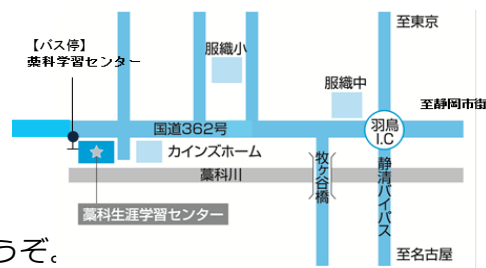 至東京
【バス停】
藁科学習センター
服織小
服織中
至静岡市街
国道362号
羽鳥
I.C
カインズホーム
藁科川
牧ヶ谷橋
静清バイパス
藁科生涯学習センター
うぞ。
至名古屋